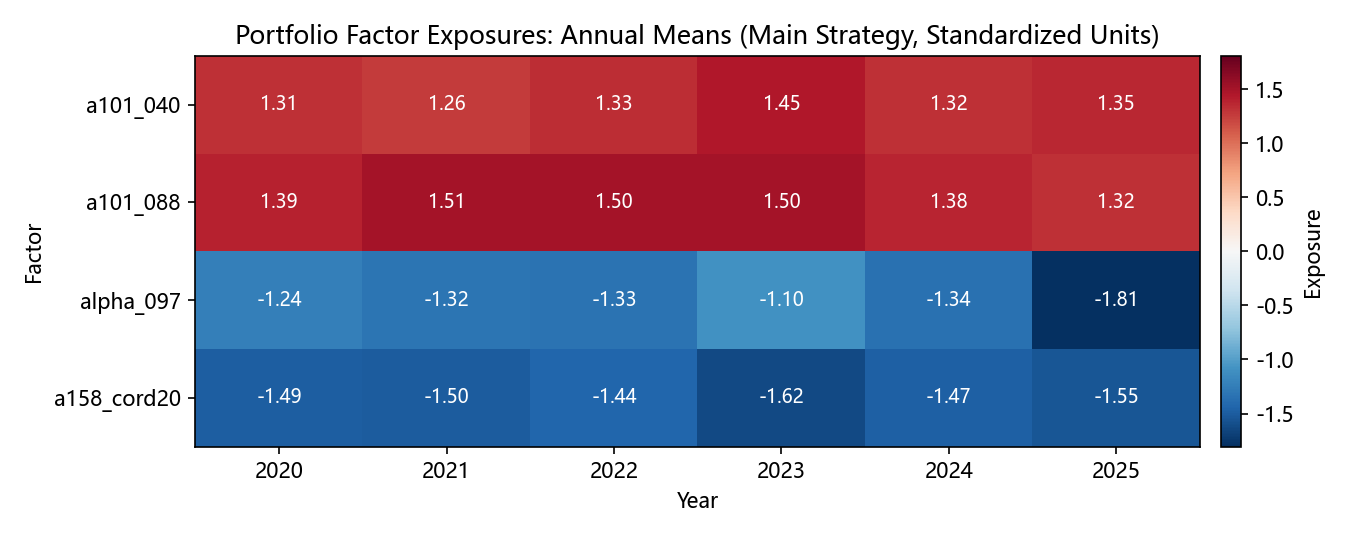 Portfolio Factor Exposures: Annual Means (Main Strategy, Standardized Units)
Factor
a101_040 1.31 1.26 1.33 1.45 1.32 1.35
a101_088 1.39 1.51 1.50 1.50 1.38 1.32
alpha_097 -1.24 -1.32 -1.33 -1.10 -1.34 -1.81
a158_cord20 -1.49 -1.50 -1.44 -1.62 -1.47 -1.55
2020 2021 2022 2023 2024 2025
Year
1.5
1.0
0.5
0.0
-0.5
-1.0
-1.5
Exposure